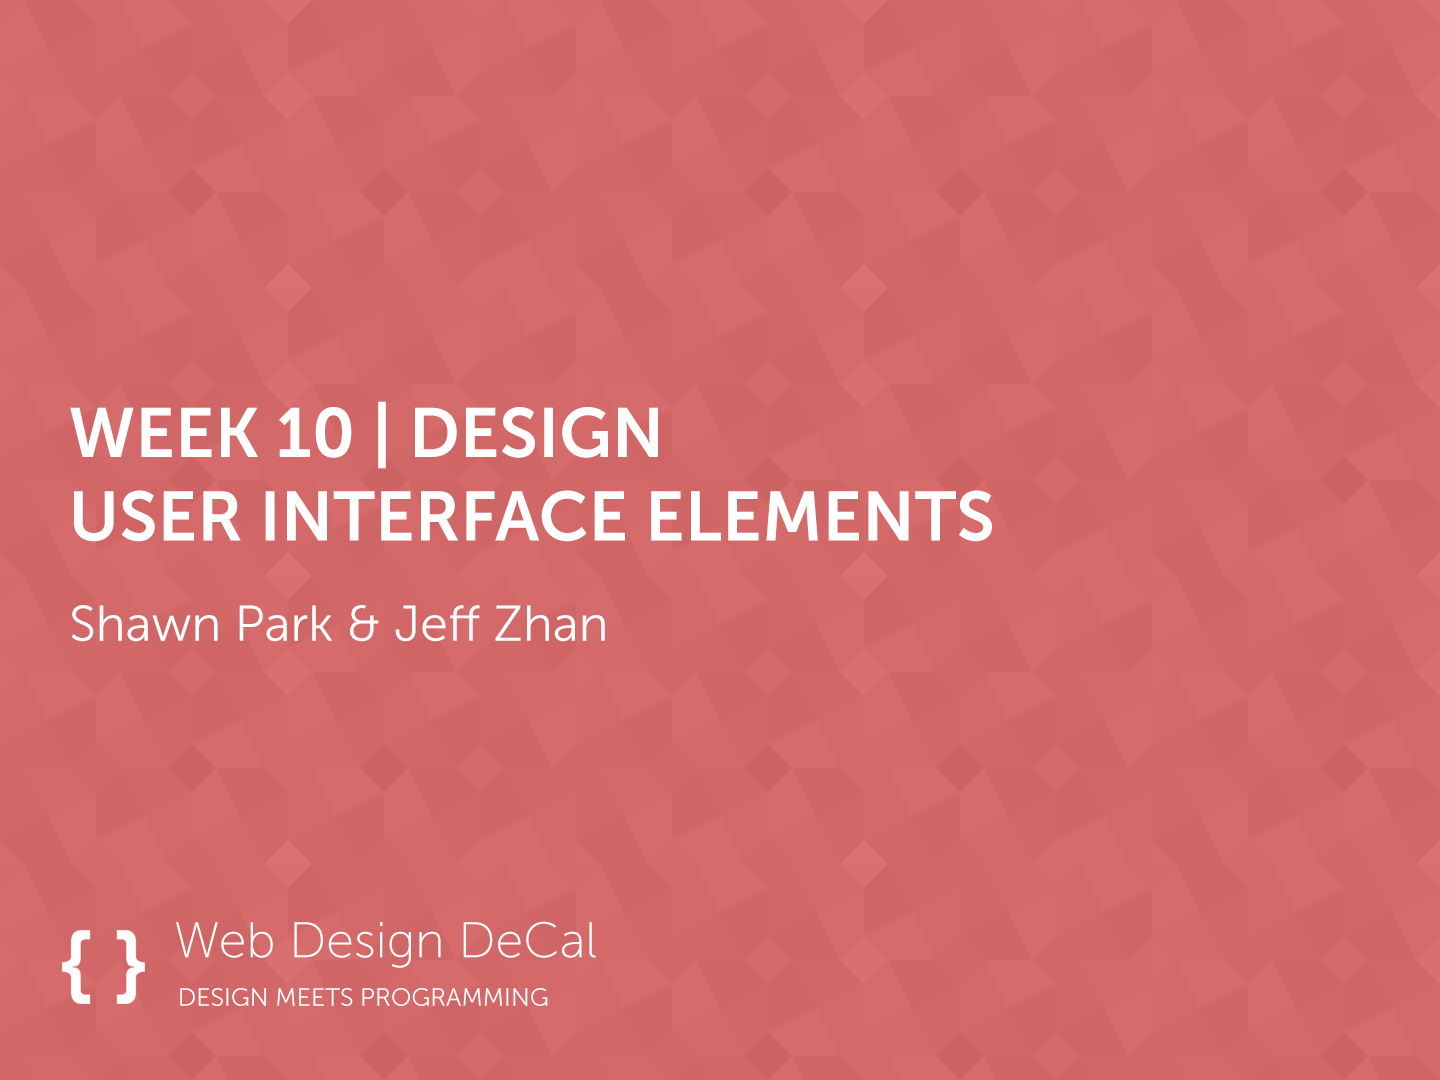 WEEK 10 | DESIGN
USER INTERFACE ELEMENTS
Shawn Park & Jeff Zhan
{ } Web Design DeCal
DESIGN MEETS PROGRAMMING